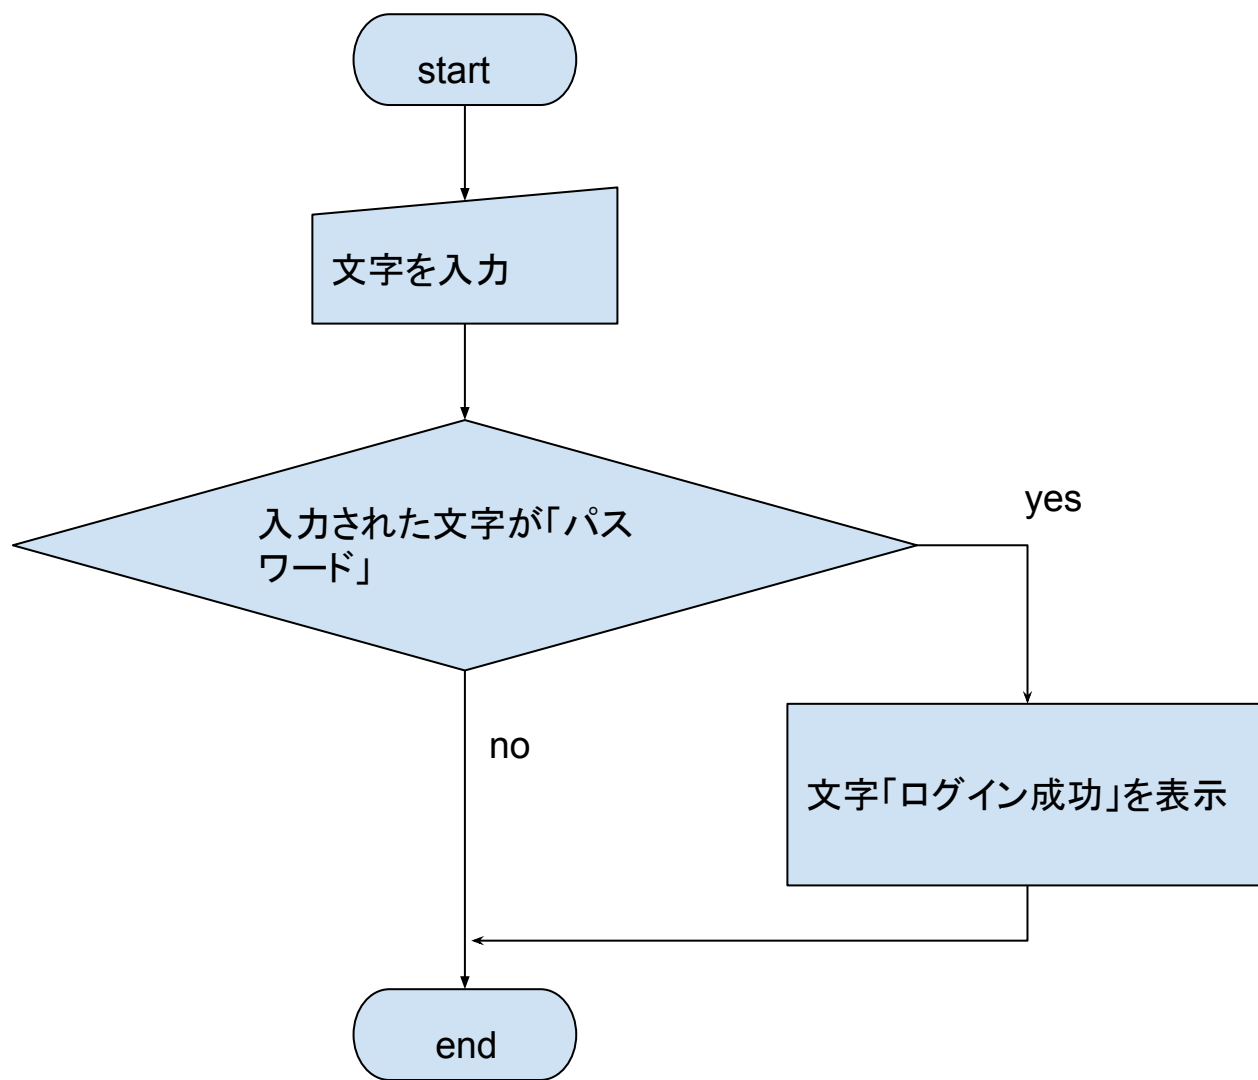 start
文字を入力
入力された文字が「パス
ワード」
yes
no
文字「ログイン成功」を表示
end